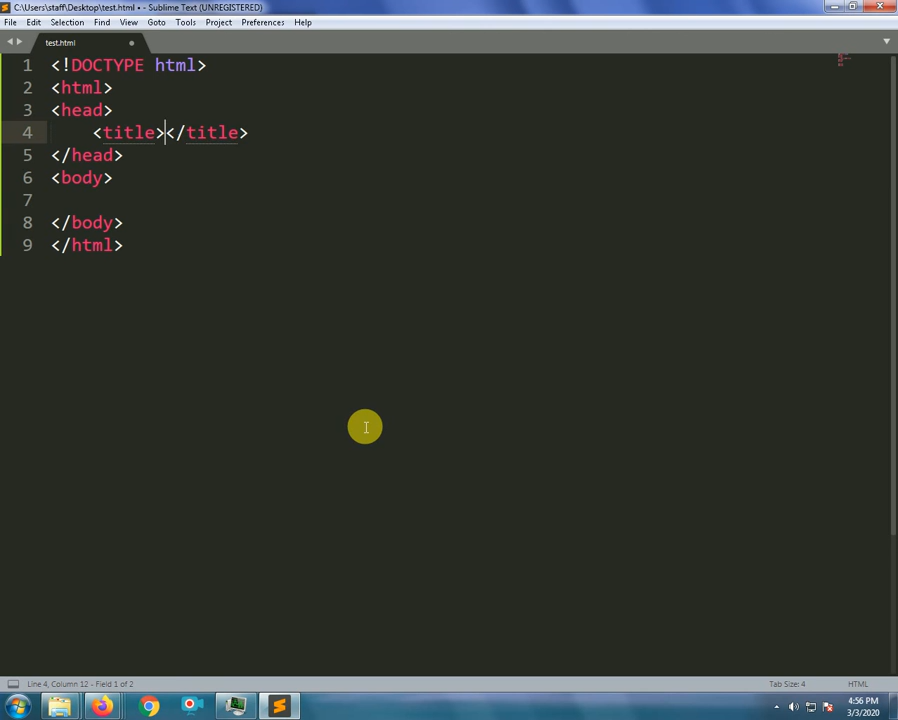 C:\Users\staff\Desktop\test.html • - Sublime Text (UNREGISTERED)
File Edit Selection Find View Goto Tools Project Preferences Help
test.html
1 <!DOCTYPE html>
2 <html>
3 <head>
4 <title></title>
5 </head>
6 <body>
7
8 </body>
9 </html>
Line 4, Column 12 - Field 1 of 2 Tab Size: 4 HTML
4:56 PM
3/3/2020